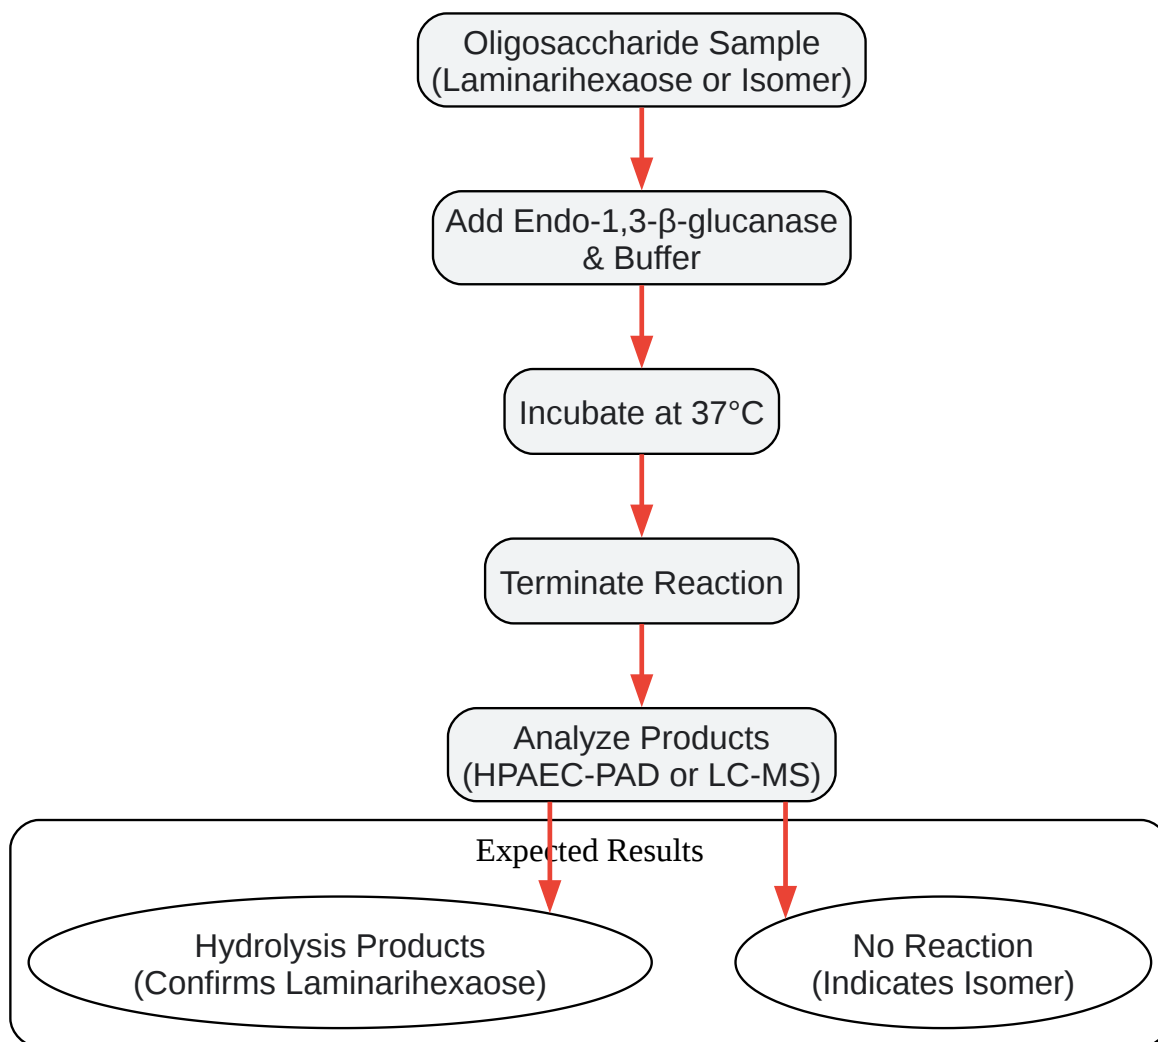 Oligosaccharide Sample
(Laminarihexaose or Isomer)
Add Endo-1,3-β-glucanase
& Buffer
Incubate at 37°C
Terminate Reaction
Analyze Products
(HPAEC-PAD or LC-MS)
Expected Results
Hydrolysis Products
(Confirms Laminarihexaose)
No Reaction
(Indicates Isomer)